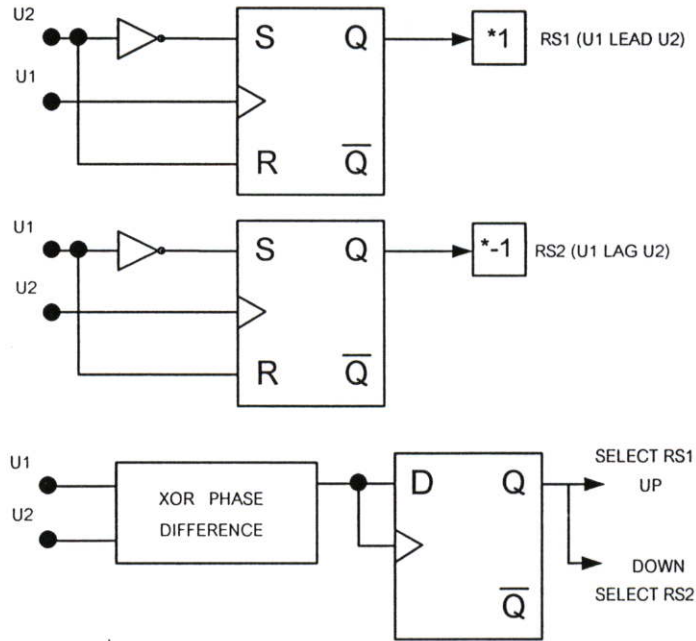 U2
S Q *1 RS1 (U1 LEAD U2)
U1
R Q
U1
S Q *-1 RS2 (U1 LAG U2)
U2
R Q
U1
XOR PHASE
DIFFERENCE
U2
D Q
Q
SELECT RS1
UP
DOWN
SELECT RS2